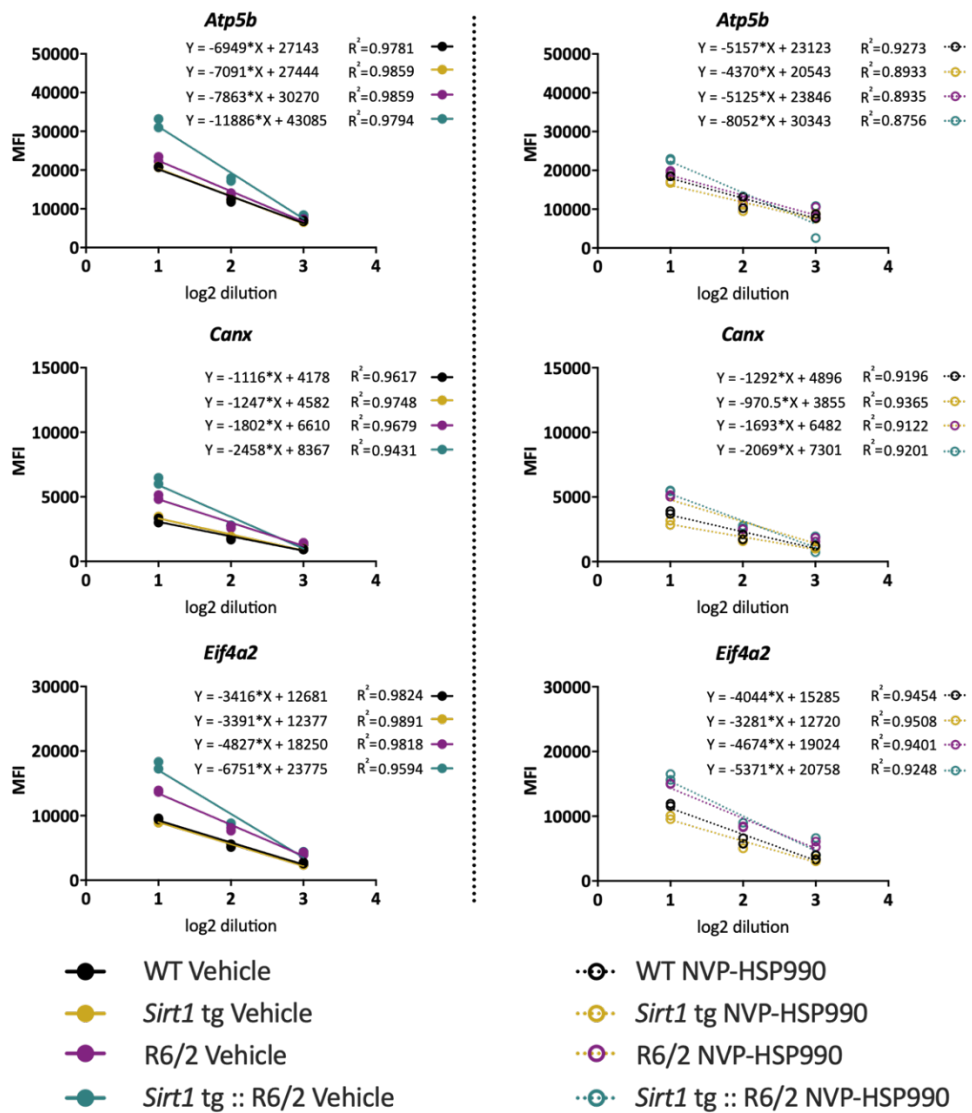 Atp5b
50000
40000
30000
20000
10000
0
MFI
Y = -6949*X + 27143 R²=0.9781
Y = -7091*X + 27444 R²=0.9859
Y = -7863*X + 30270 R²=0.9859
Y = -11886*X + 43085 R²=0.9794
0 1 2 3 4
log2 dilution
Atp5b
50000
40000
30000
20000
10000
0
MFI
Y = -5157*X + 23123 R²=0.9273
Y = -4370*X + 20543 R²=0.8933
Y = -5125*X + 23846 R²=0.8935
Y = -8052*X + 30343 R²=0.8756
0 1 2 3 4
log2 dilution
Canx
15000
10000
5000
0
MFI
Y = -1116*X + 4178 R²=0.9617
Y = -1247*X + 4582 R²=0.9748
Y = -1802*X + 6610 R²=0.9679
Y = -2458*X + 8367 R²=0.9431
0 1 2 3 4
log2 dilution
Canx
15000
10000
5000
0
MFI
Y = -1292*X + 4896 R²=0.9196
Y = -970.5*X + 3855 R²=0.9365
Y = -1693*X + 6482 R²=0.9122
Y = -2069*X + 7301 R²=0.9201
0 1 2 3 4
log2 dilution
Eif4a2
30000
20000
10000
0
MFI
Y = -3416*X + 12681 R²=0.9824
Y = -3391*X + 12377 R²=0.9891
Y = -4827*X + 18250 R²=0.9818
Y = -6751*X + 23775 R²=0.9594
0 1 2 3 4
log2 dilution
Eif4a2
30000
20000
10000
0
MFI
Y = -4044*X + 15285 R²=0.9454
Y = -3281*X + 12720 R²=0.9508
Y = -4674*X + 19024 R²=0.9401
Y = -5371*X + 20758 R²=0.9248
0 1 2 3 4
log2 dilution
WT Vehicle
Sirt1 tg Vehicle
R6/2 Vehicle
Sirt1 tg :: R6/2 Vehicle
WT NVP-HSP990
Sirt1 tg NVP-HSP990
R6/2 NVP-HSP990
Sirt1 tg :: R6/2 NVP-HSP990